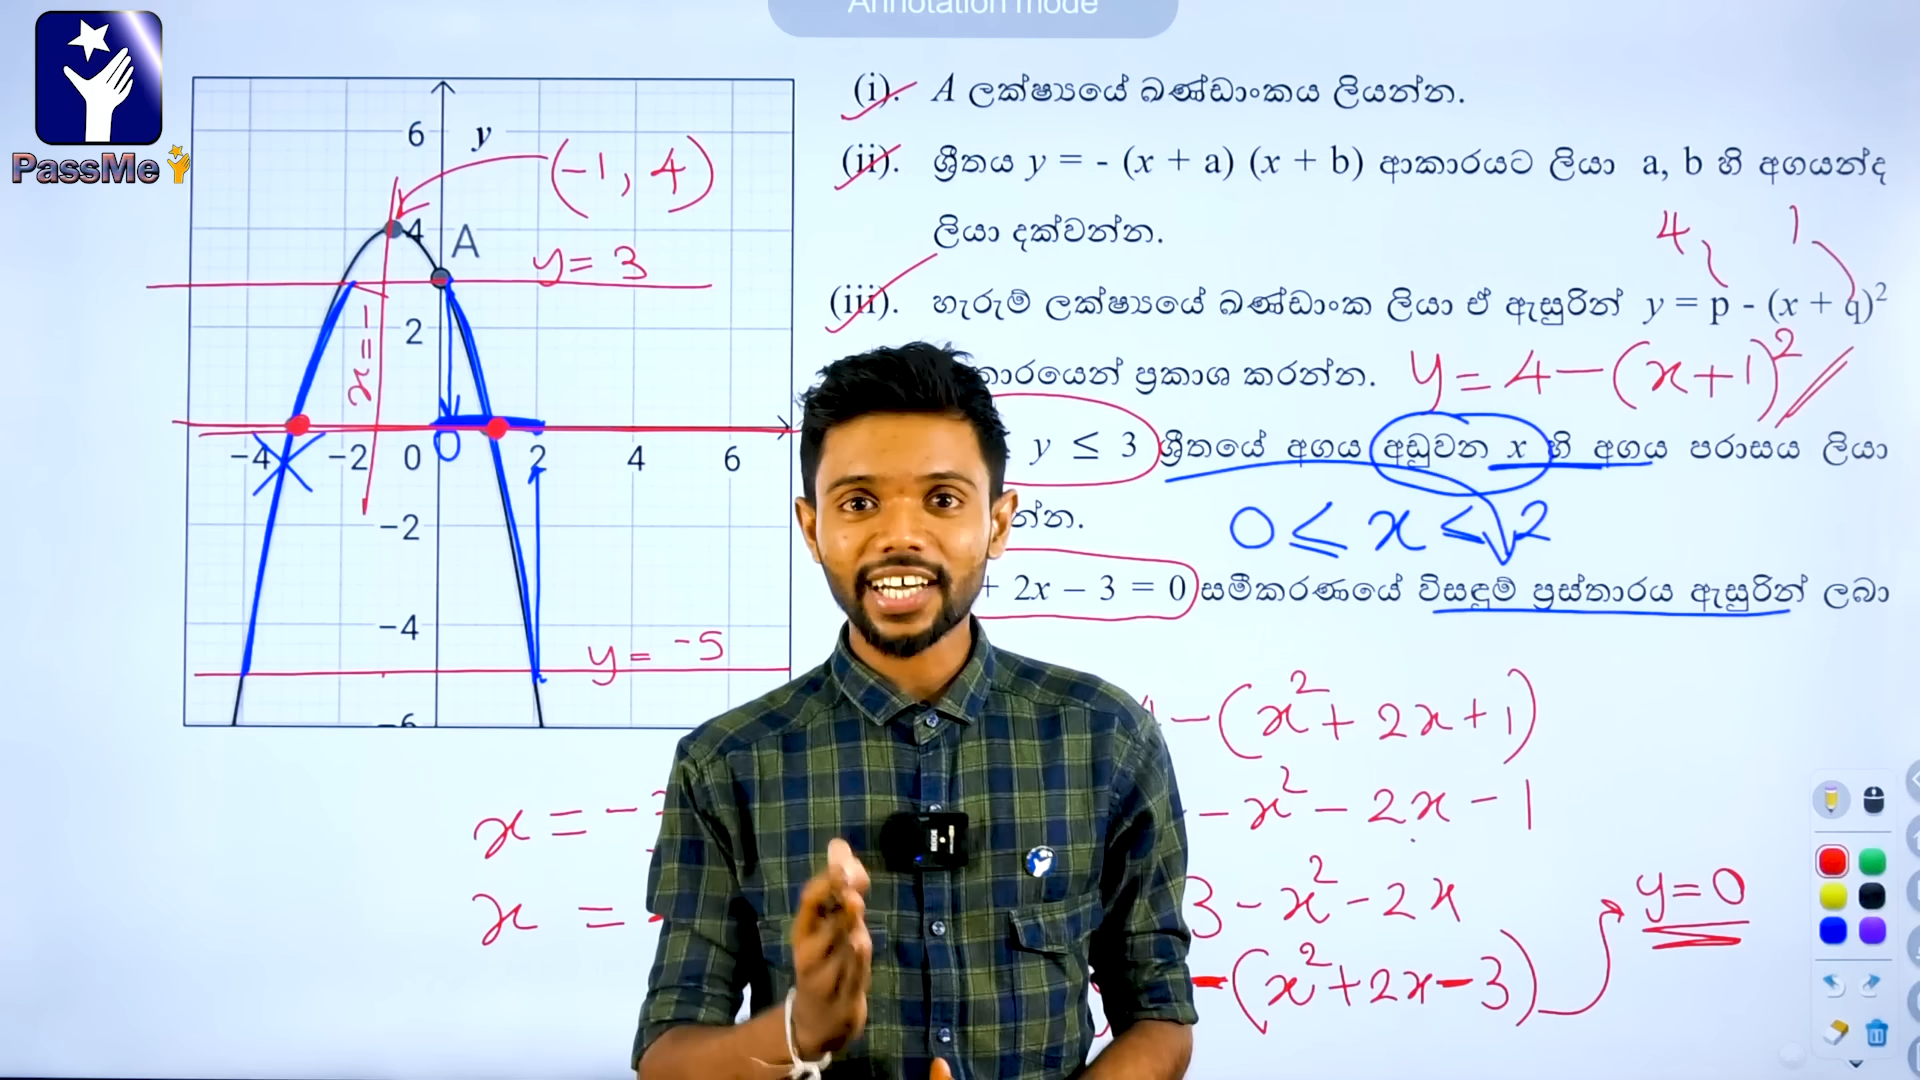 Annotation mode
PassMe
6
y
(-1, 4)
4
A
y= 3
2
x=-
-4
-2
0
0
2
4
6
-2
-4
y= -5
-6
(i). A ලක්ෂ්‍යයේ ඛණ්ඩාංකය ලියන්න.
(ii). ශ්‍රිතය y = - (x + a) (x + b) ආකාරයට ලියා a, b හි අගයන්ද
ලියා දක්වන්න.
4 1
(iii). හැරුම් ලක්ෂ්‍යයේ ඛණ්ඩාංක ලියා ඒ ඇසුරින් y = p - (x + q)²
කාරයෙන් ප්‍රකාශ කරන්න. y = 4 - (x+1)²
y ≤ 3 ශ්‍රිතයේ අගය අඩුවන x හි අගය පරාසය ලියා
න්න. 0 ≤ x ≤ 2
+ 2x – 3 = 0 සමීකරණයේ විසඳුම් ප්‍රස්තාරය ඇසුරින් ලබා
-(x²+ 2x+1)
- x² - 2x - 1
3 - x² - 2x
y=0
-(x²+2x-3)
x = -
x =
RODE